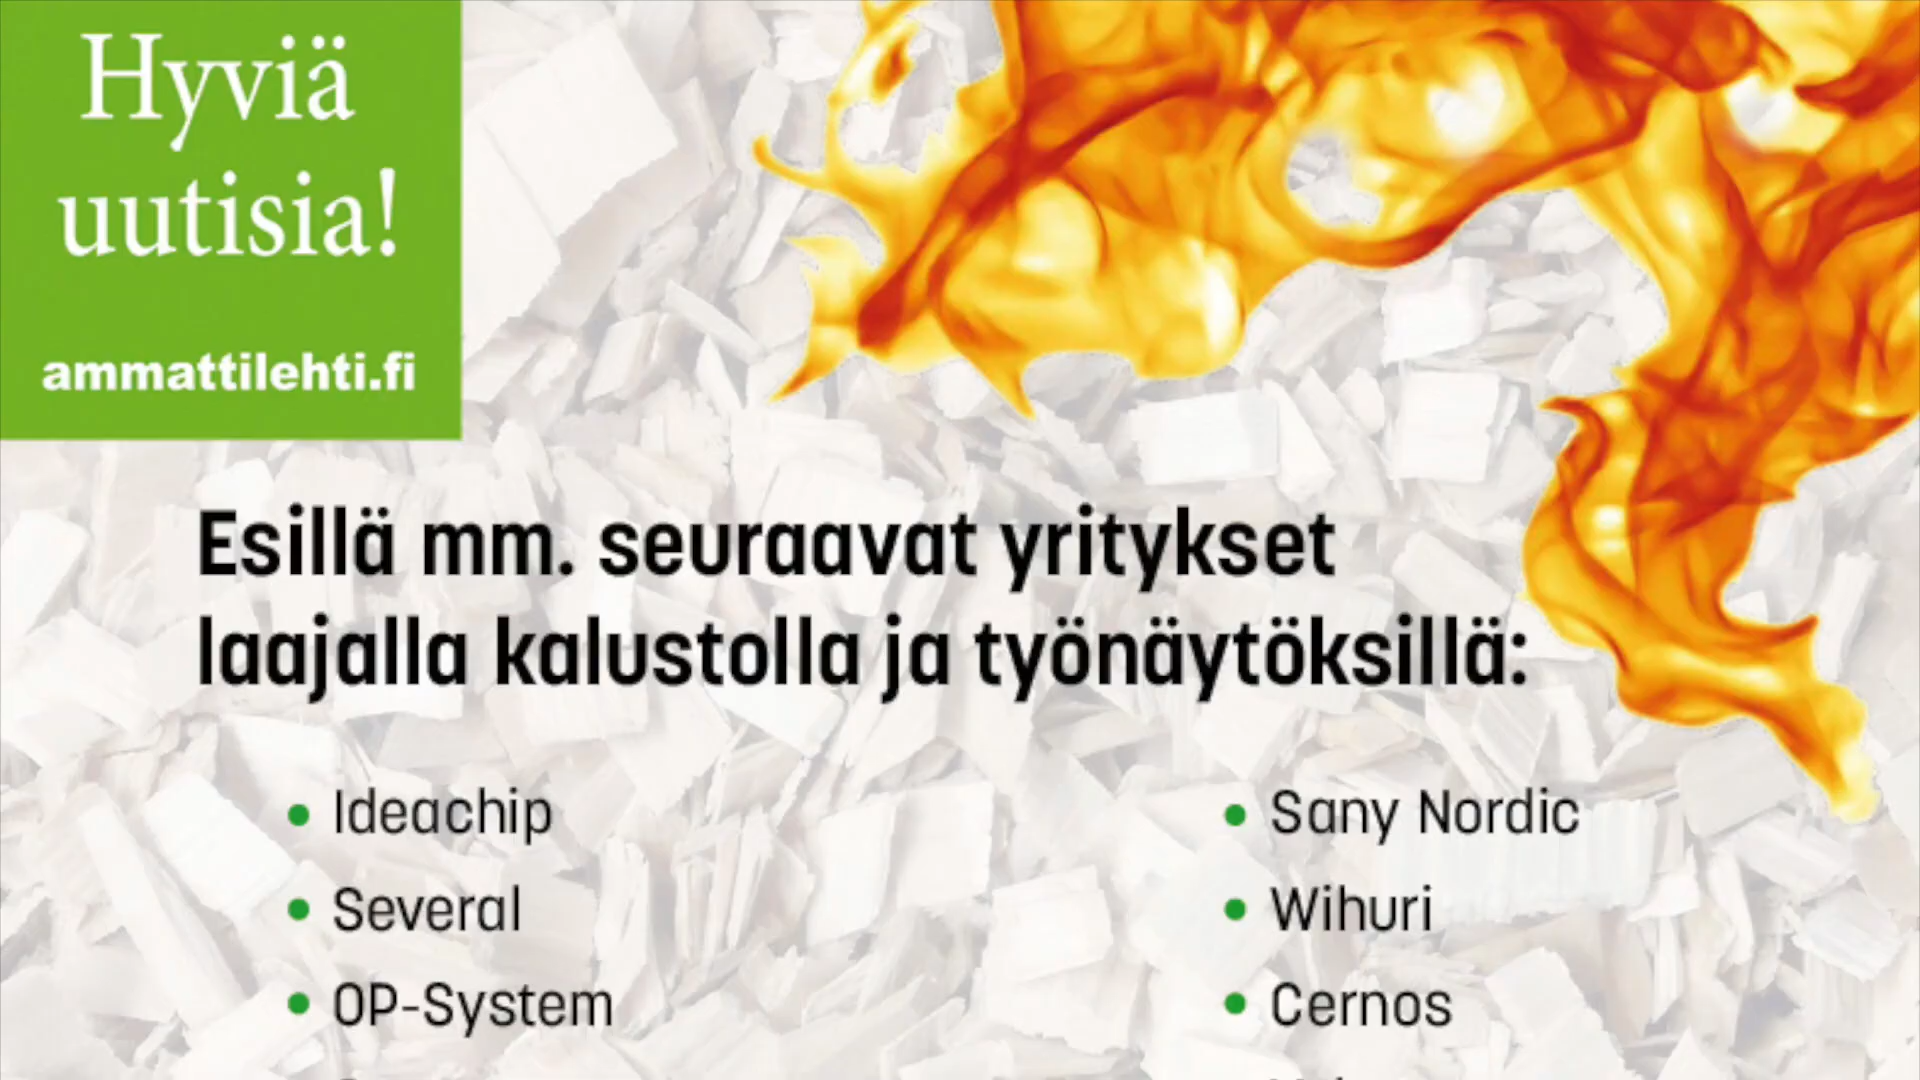 Hyviä
uutisia!
ammattilehti.fi
Esillä mm. seuraavat yritykset
laajalla kalustolla ja työnäytöksillä:
Ideachip
Several
OP-System
Sany Nordic
Wihuri
Cernos